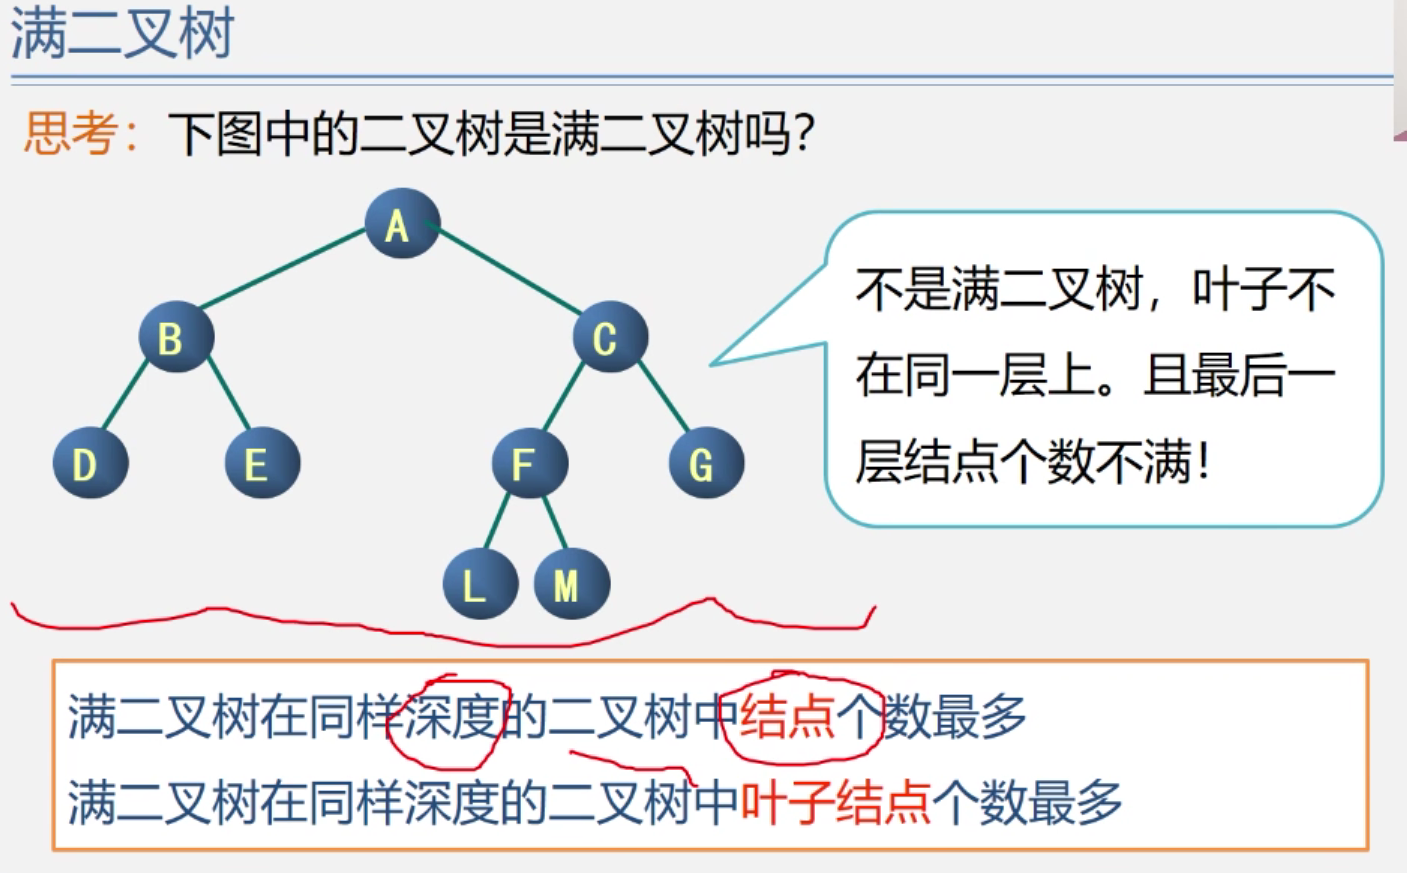 满二叉树
思考：下图中的二叉树是满二叉树吗？
A
B
C
D
E
F
G
L
M
不是满二叉树，叶子不
在同一层上。且最后一
层结点个数不满！
满二叉树在同样深度的二叉树中结点个数最多
满二叉树在同样深度的二叉树中叶子结点个数最多